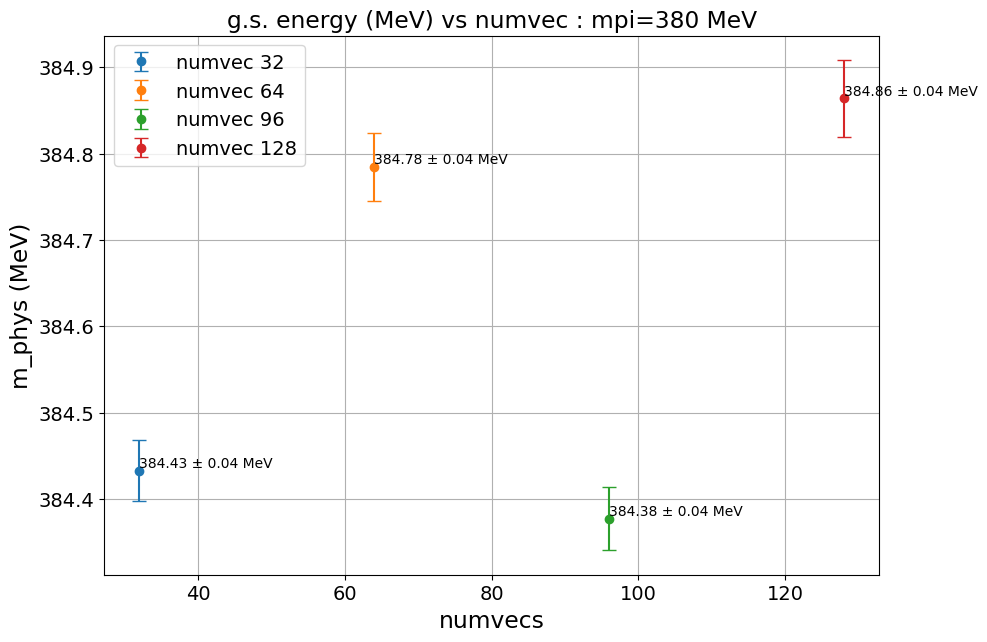 g.s. energy (MeV) vs numvec : mpi=380 MeV
numvec 32
numvec 64
numvec 96
numvec 128
384.86 ± 0.04 MeV
384.78 ± 0.04 MeV
384.43 ± 0.04 MeV
384.38 ± 0.04 MeV
m_phys (MeV)
384.9
384.8
384.7
384.6
384.5
384.4
40
60
80
100
120
numvecs